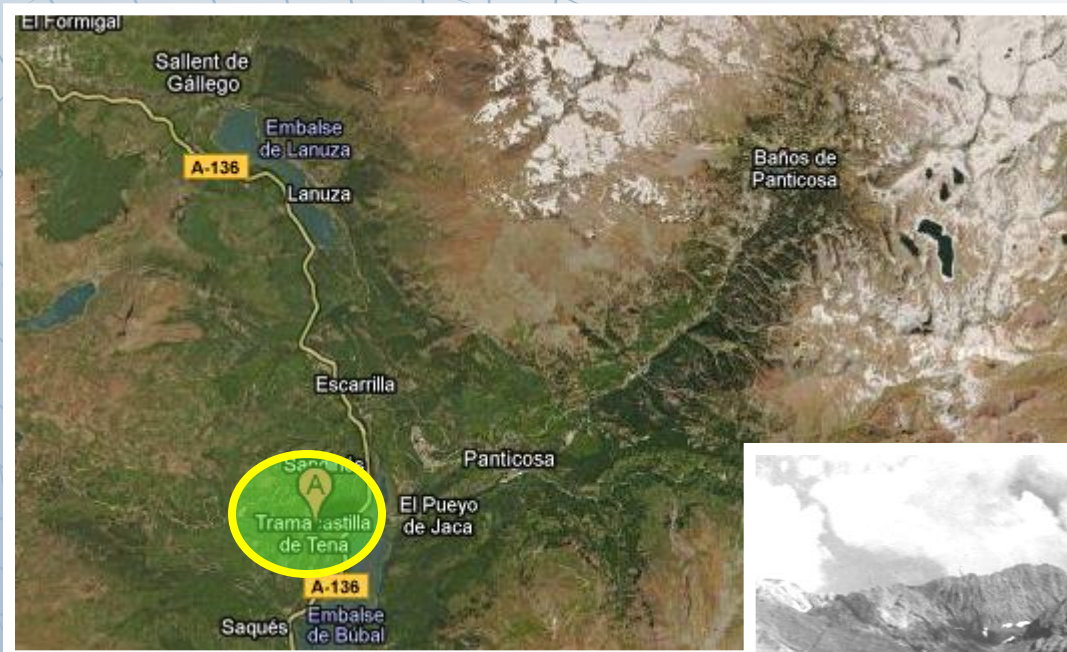 El Formigal
Sallent de
Gállego
Embalse
de Lanuza
A-136
Lanuza
Baños de
Panticosa
Escarrilla
Panticosa
A
El Pueyo
de Jaca
Tramacastilla
de Tena
A-136
Embalse
de Búbal
Saqués